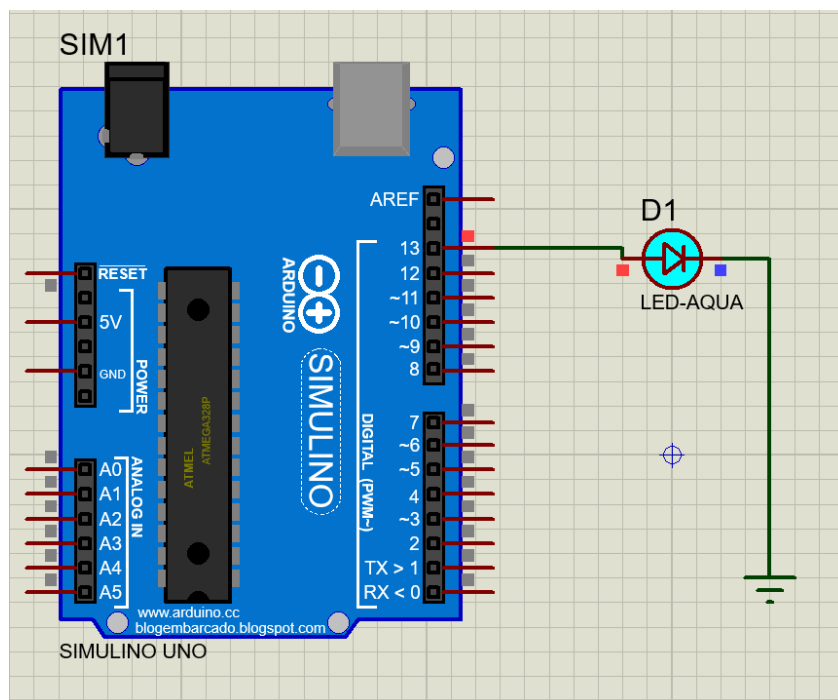 SIM1
AREF
13
12
~11
~10
~9
8
7
~6
~5
4
~3
2
TX > 1
RX < 0
DIGITAL (PWM~)
RESET
5V
GND
POWER
A0
A1
A2
A3
A4
A5
ANALOG IN
ARDUINO
SIMULINO
ATMEL
ATMEGA328P
www.arduino.cc
blogembarcado.blogspot.com
SIMULINO UNO
D1
LED-AQUA